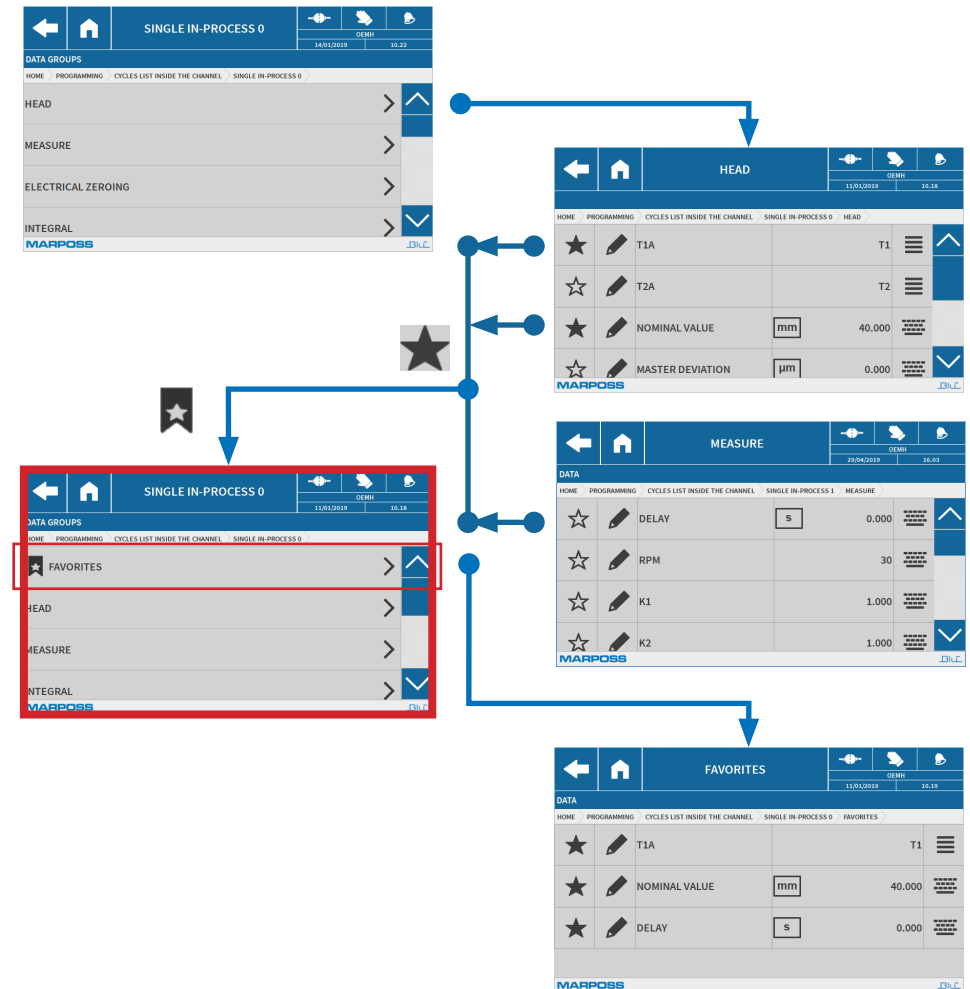 SINGLE IN-PROCESS 0
OEMH
14/01/2019 10.22
DATA GROUPS
HOME PROGRAMMING CYCLES LIST INSIDE THE CHANNEL SINGLE IN-PROCESS 0
HEAD
MEASURE
ELECTRICAL ZEROING
INTEGRAL
MARPOSS BLÚ
HEAD
OEMH
11/01/2019 10.18
HOME PROGRAMMING CYCLES LIST INSIDE THE CHANNEL SINGLE IN-PROCESS 0 HEAD
T1A T1
T2A T2
NOMINAL VALUE mm 40.000
MASTER DEVIATION µm 0.000
MARPOSS BLÚ
MEASURE
OEMH
29/04/2019 16.03
DATA
HOME PROGRAMMING CYCLES LIST INSIDE THE CHANNEL SINGLE IN-PROCESS 1 MEASURE
DELAY s 0.000
RPM 30
K1 1.000
K2 1.000
MARPOSS BLÚ
SINGLE IN-PROCESS 0
OEMH
11/01/2019 10.18
DATA GROUPS
HOME PROGRAMMING CYCLES LIST INSIDE THE CHANNEL SINGLE IN-PROCESS 0
FAVORITES
HEAD
MEASURE
INTEGRAL
MARPOSS BLÚ
FAVORITES
OEMH
11/01/2019 10.19
DATA
HOME PROGRAMMING CYCLES LIST INSIDE THE CHANNEL SINGLE IN-PROCESS 0 FAVORITES
T1A T1
NOMINAL VALUE mm 40.000
DELAY s 0.000
MARPOSS BLÚ